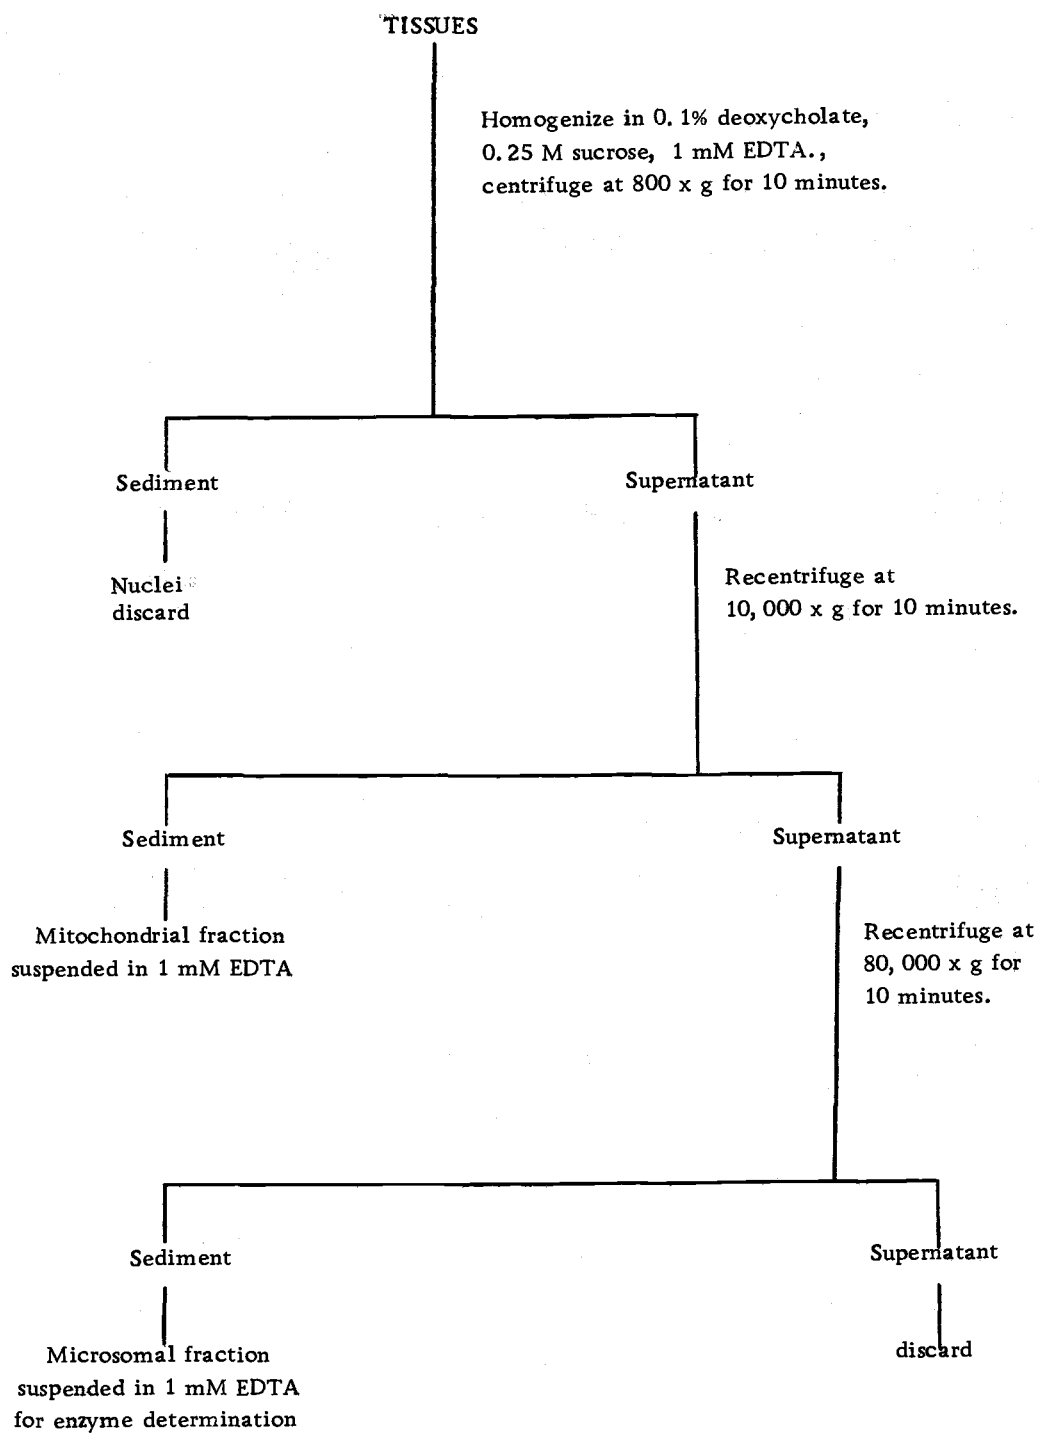 TISSUES
Homogenize in 0.1% deoxycholate,
0.25 M sucrose, 1 mM EDTA.,
centrifuge at 800 x g for 10 minutes.
Sediment
Supernatant
Nuclei
discard
Recentrifuge at
10,000 x g for 10 minutes.
Sediment
Supernatant
Mitochondrial fraction
suspended in 1 mM EDTA
Recentrifuge at
80,000 x g for
10 minutes.
Sediment
Supernatant
Microsomal fraction
suspended in 1 mM EDTA
for enzyme determination
discard